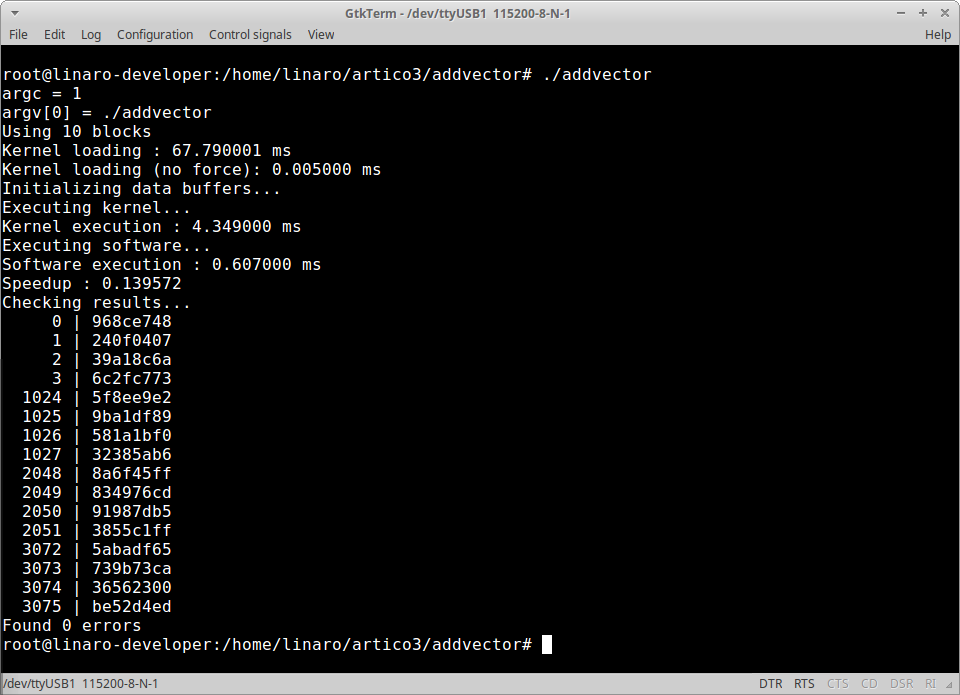 GtkTerm - /dev/ttyUSB1 115200-8-N-1
File Edit Log Configuration Control signals View Help
root@linaro-developer:/home/linaro/artico3/addvector# ./addvector
argc = 1
argv[0] = ./addvector
Using 10 blocks
Kernel loading : 67.790001 ms
Kernel loading (no force): 0.005000 ms
Initializing data buffers...
Executing kernel...
Kernel execution : 4.349000 ms
Executing software...
Software execution : 0.607000 ms
Speedup : 0.139572
Checking results...
0 | 968ce748
1 | 240f0407
2 | 39a18c6a
3 | 6c2fc773
1024 | 5f8ee9e2
1025 | 9ba1df89
1026 | 581a1bf0
1027 | 32385ab6
2048 | 8a6f45ff
2049 | 834976cd
2050 | 91987db5
2051 | 3855c1ff
3072 | 5abadf65
3073 | 739b73ca
3074 | 36562300
3075 | be52d4ed
Found 0 errors
root@linaro-developer:/home/linaro/artico3/addvector#
/dev/ttyUSB1 115200-8-N-1 DTR RTS CTS CD DSR RI